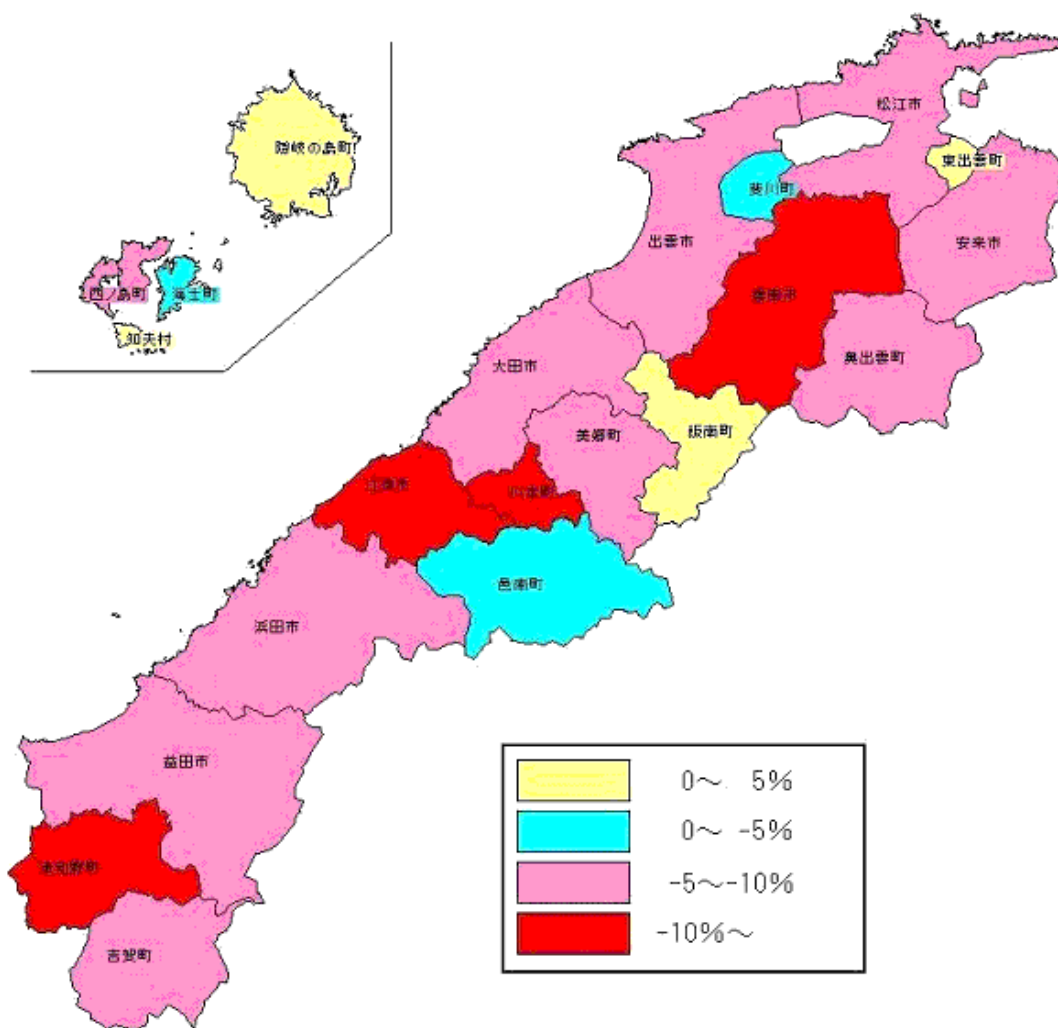 隠岐の島町
西ノ島町
海士町
知夫村
松江市
東出雲町
斐川町
出雲市
安来市
雲南市
奥出雲町
大田市
飯南町
美郷町
江津市
川本町
邑南町
浜田市
益田市
津和野町
吉賀町
0～ 5%
0～ -5%
-5～-10%
-10%～